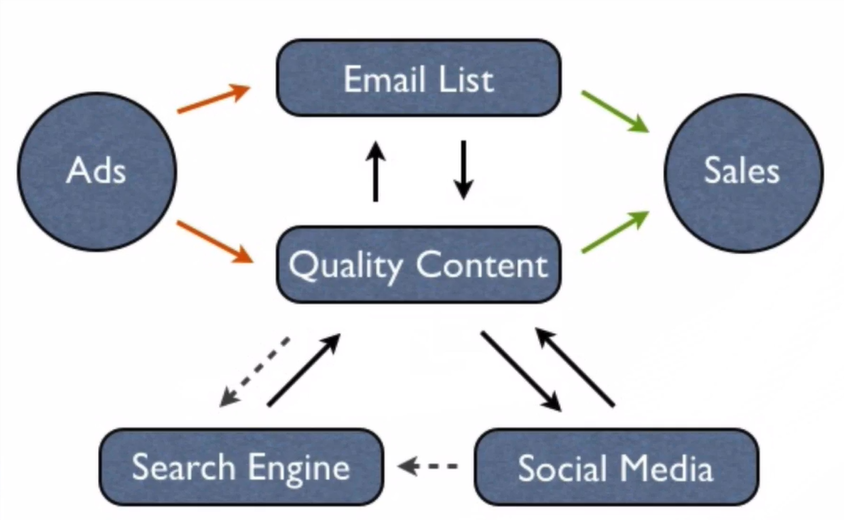 Email List
Ads
Sales
Quality Content
Search Engine
Social Media